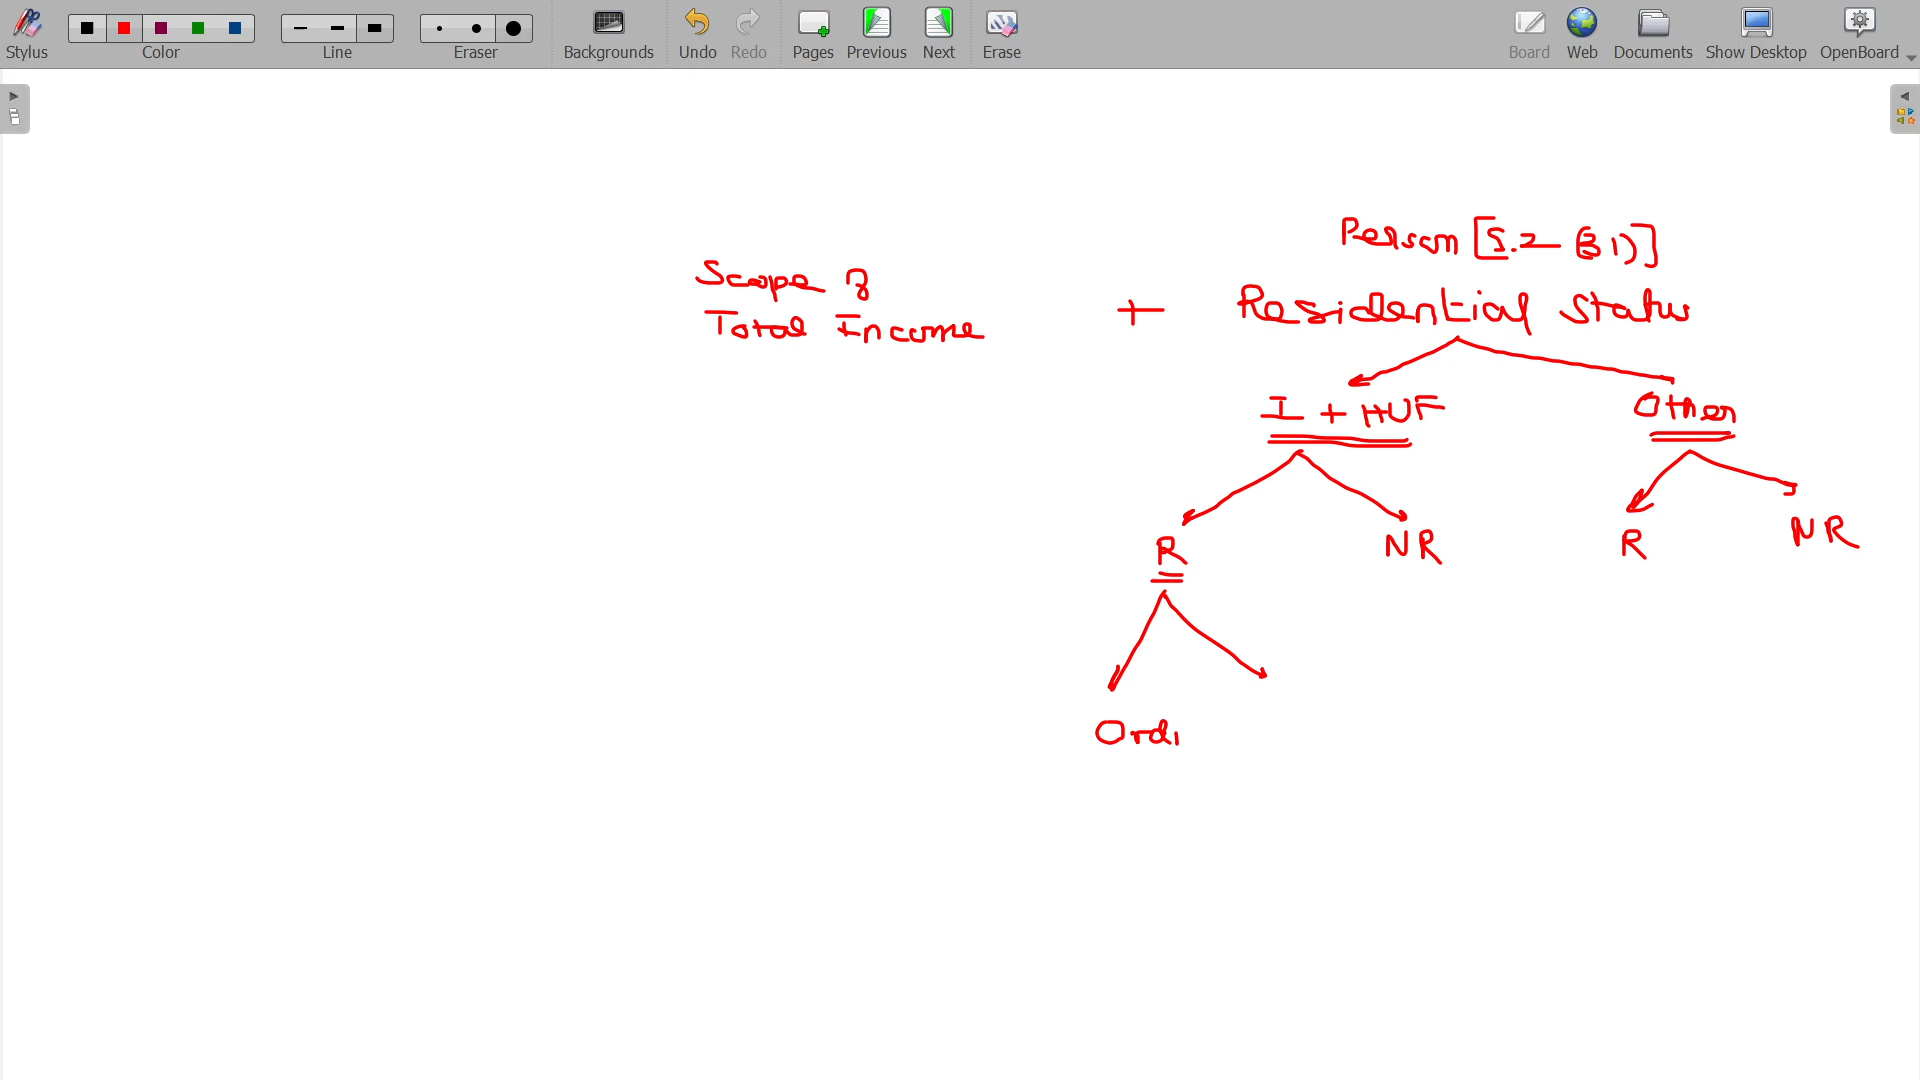 Stylus Color Line Eraser Backgrounds Undo Redo Pages Previous Next Erase Board Web Documents Show Desktop OpenBoard
Person [S.2 (31)]
Scope of
Total Income
+ Residential Status
I + HUF Other
R NR R NR
Ordi